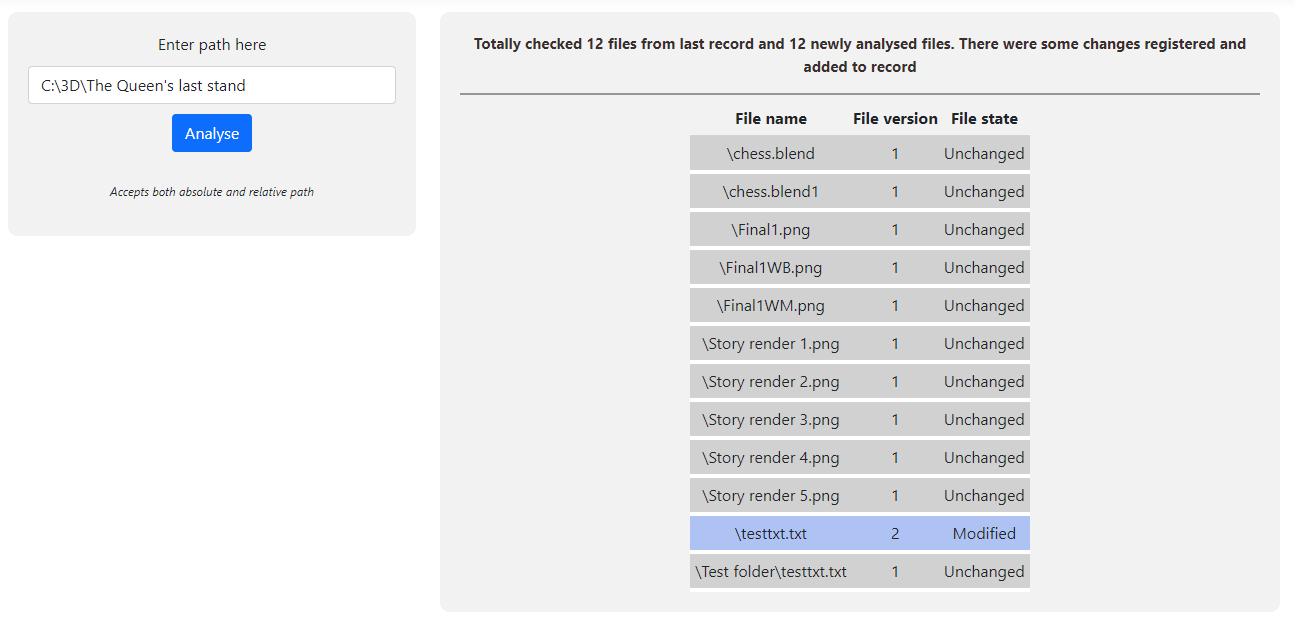 Enter path here
C:\3D\The Queen's last stand
Analyse
Accepts both absolute and relative path
Totally checked 12 files from last record and 12 newly analysed files. There were some changes registered and
added to record
File name File version File state
\chess.blend 1 Unchanged
\chess.blend1 1 Unchanged
\Final1.png 1 Unchanged
\Final1WB.png 1 Unchanged
\Final1WM.png 1 Unchanged
\Story render 1.png 1 Unchanged
\Story render 2.png 1 Unchanged
\Story render 3.png 1 Unchanged
\Story render 4.png 1 Unchanged
\Story render 5.png 1 Unchanged
\testtxt.txt 2 Modified
\Test folder\testtxt.txt 1 Unchanged